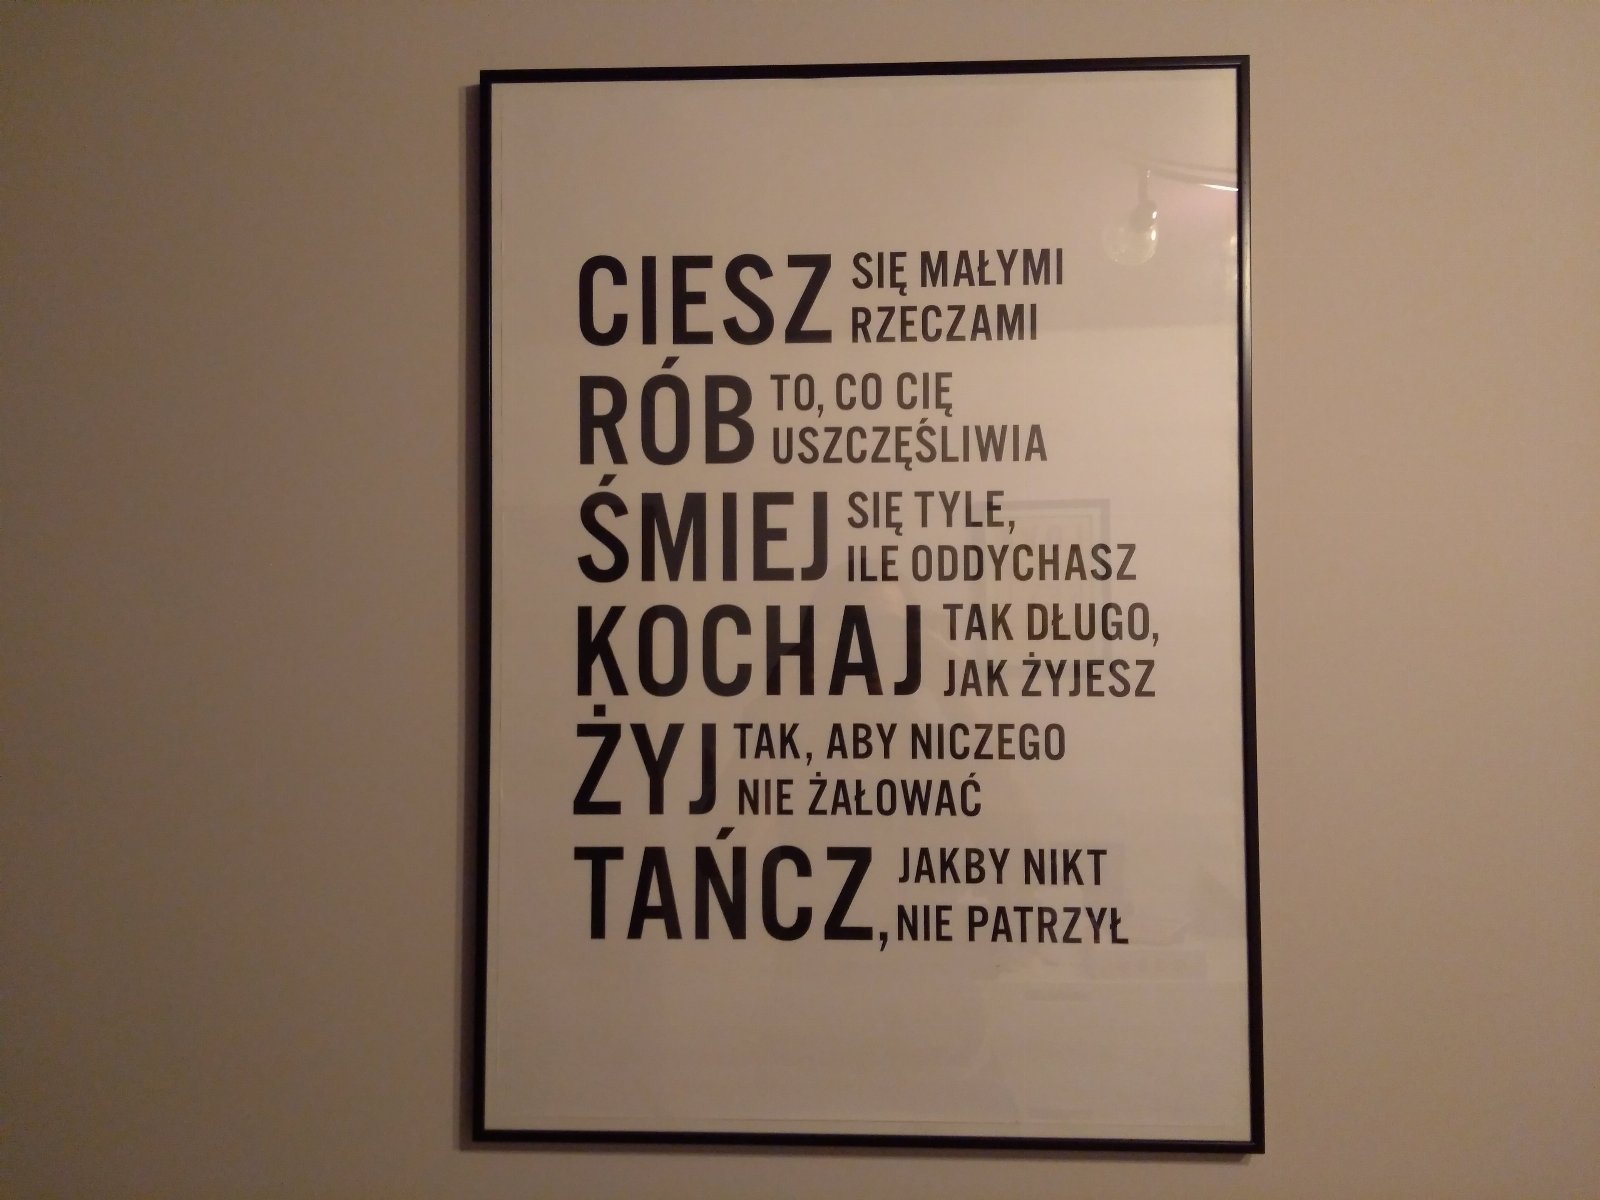 CIESZ SIĘ MAŁYMI
RZECZAMI
RÓB TO, CO CIĘ
USZCZĘŚLIWIA
ŚMIEJ SIĘ TYLE,
ILE ODDYCHASZ
KOCHAJ TAK DŁUGO,
JAK ŻYJESZ
ŻYJ TAK, ABY NICZEGO
NIE ŻAŁOWAĆ
TAŃCZ, JAKBY NIKT
NIE PATRZYŁ